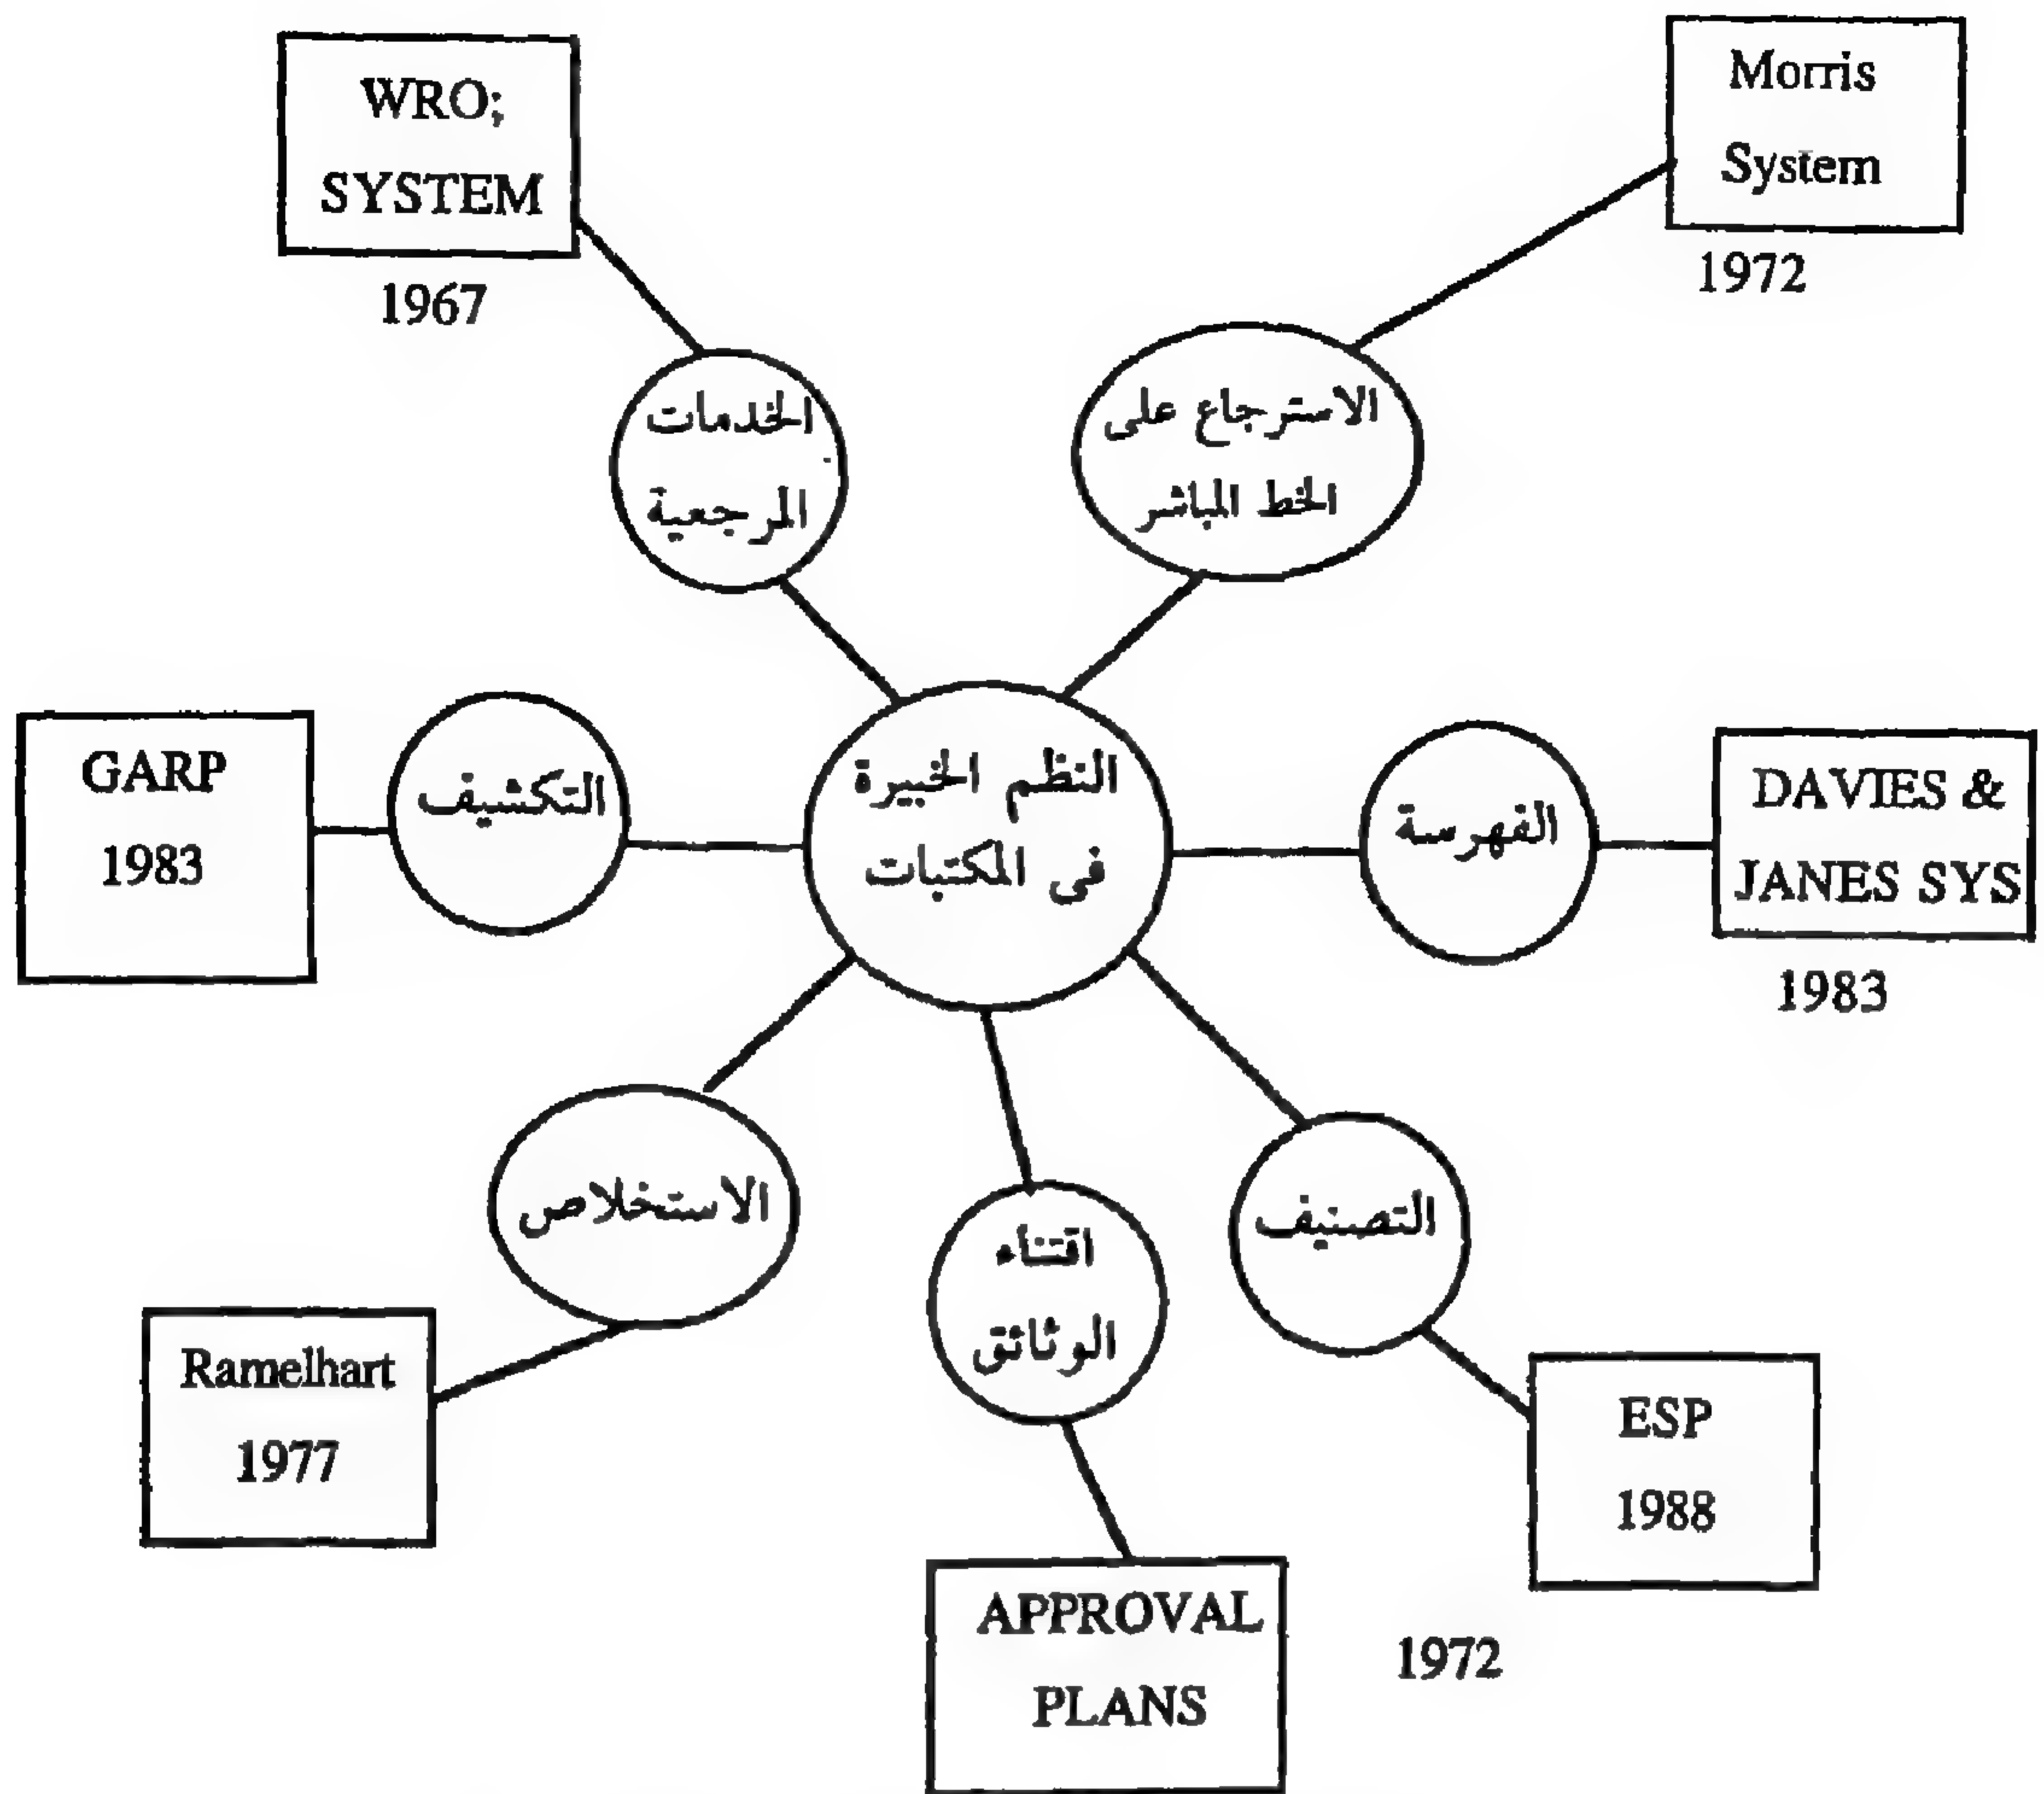 WRO;
SYSTEM
1967
Morris
System
1972
الخدمات
المرجعية
الاسترجاع على
الخط المباشر
GARP
1983
التكشيف
النظم الخبيرة
فى المكتبات
الفهرسة
DAVIES &
JANES SYS
1983
الاستخلاص
اقتناء
الوثائق
التصنيف
Ramelhart
1977
ESP
1988
APPROVAL
PLANS
1972